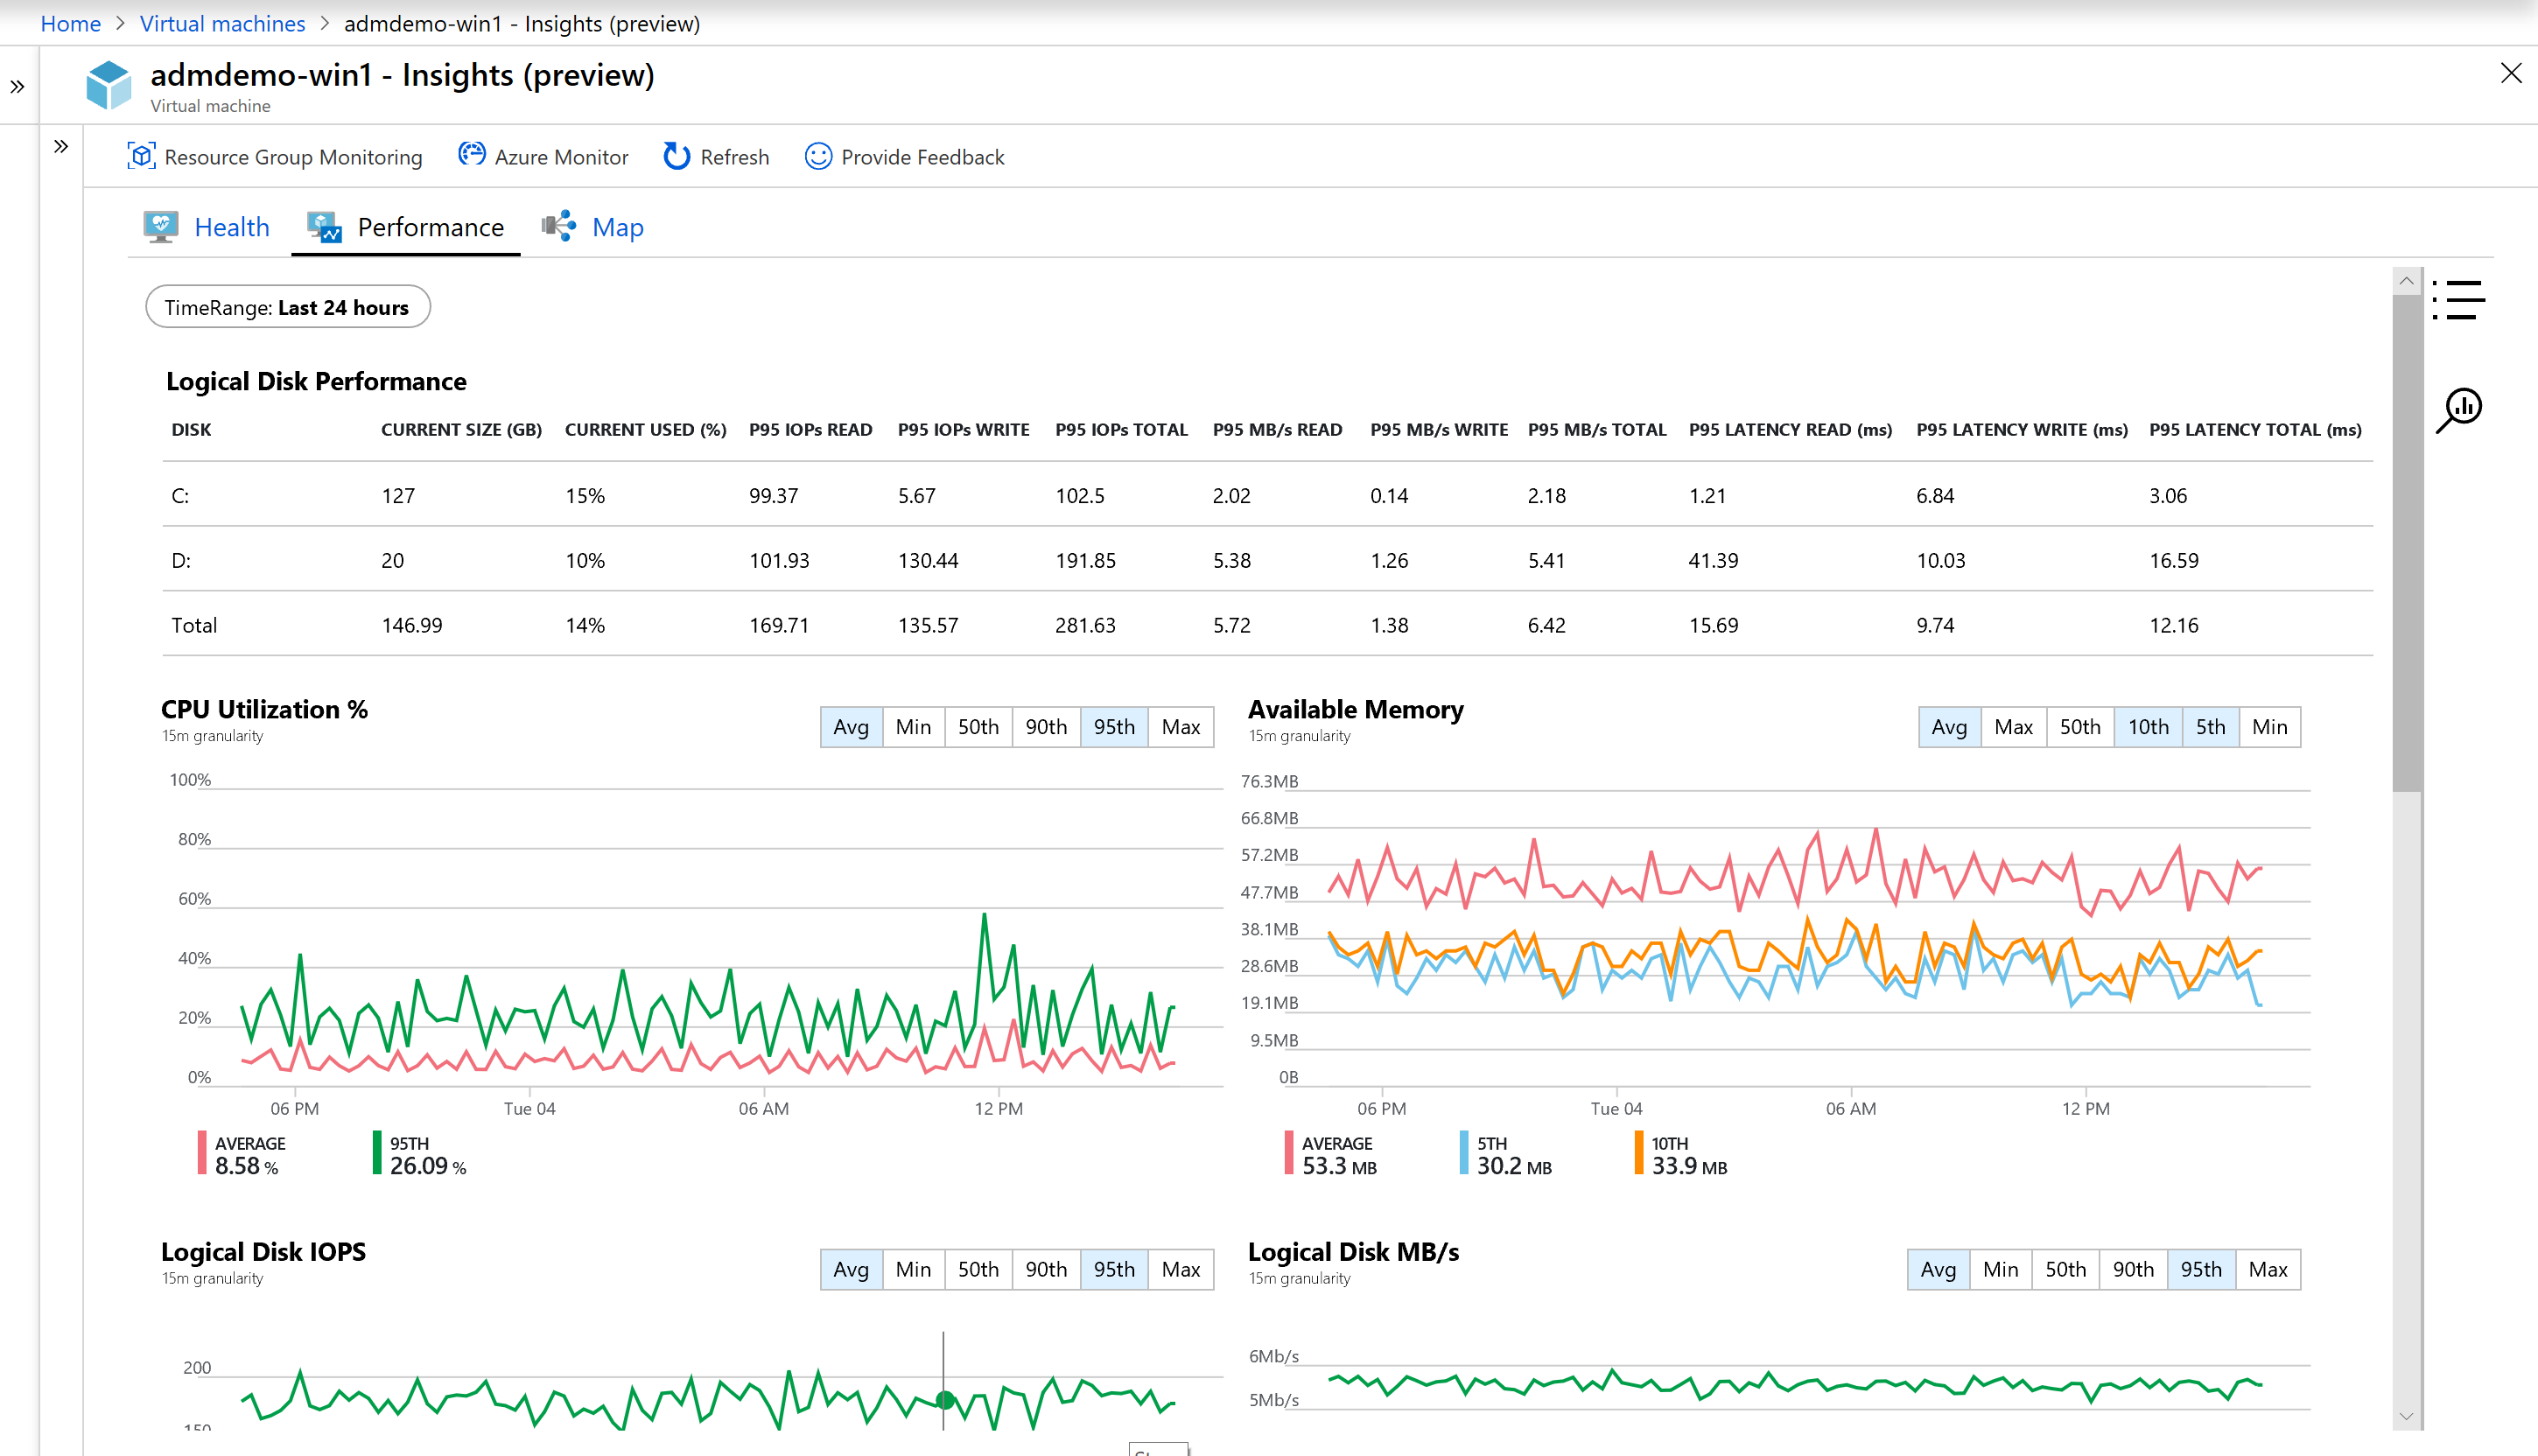 Home > Virtual machines > admdemo-win1 - Insights (preview)
admdemo-win1 - Insights (preview)
Virtual machine
Resource Group Monitoring Azure Monitor Refresh Provide Feedback
Health Performance Map
TimeRange: Last 24 hours
Logical Disk Performance
DISK CURRENT SIZE (GB) CURRENT USED (%) P95 IOPs READ P95 IOPs WRITE P95 IOPs TOTAL P95 MB/s READ P95 MB/s WRITE P95 MB/s TOTAL P95 LATENCY READ (ms) P95 LATENCY WRITE (ms) P95 LATENCY TOTAL (ms)
C: 127 15% 99.37 5.67 102.5 2.02 0.14 2.18 1.21 6.84 3.06
D: 20 10% 101.93 130.44 191.85 5.38 1.26 5.41 41.39 10.03 16.59
Total 146.99 14% 169.71 135.57 281.63 5.72 1.38 6.42 15.69 9.74 12.16
CPU Utilization %
15m granularity
Avg Min 50th 90th 95th Max
100%
80%
60%
40%
20%
0%
06 PM Tue 04 06 AM 12 PM
AVERAGE 95TH
8.58 % 26.09 %
Available Memory
15m granularity
Avg Max 50th 10th 5th Min
76.3MB
66.8MB
57.2MB
47.7MB
38.1MB
28.6MB
19.1MB
9.5MB
0B
06 PM Tue 04 06 AM 12 PM
AVERAGE 5TH 10TH
53.3 MB 30.2 MB 33.9 MB
Logical Disk IOPS
15m granularity
Avg Min 50th 90th 95th Max
200
150
Logical Disk MB/s
15m granularity
Avg Min 50th 90th 95th Max
6Mb/s
5Mb/s